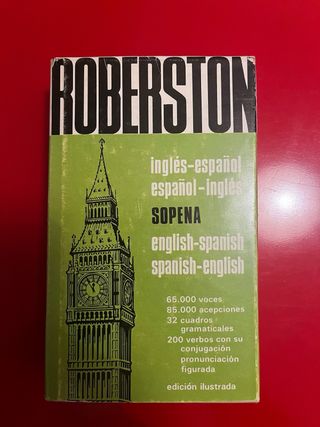 ROBERSTON
inglés-español
español-inglés
SOPENA
english-spanish
spanish-english
65.000 voces
85.000 acepciones
32 cuadros
gramaticales
200 verbos con su
conjugación
pronunciación
figurada
edición ilustrada